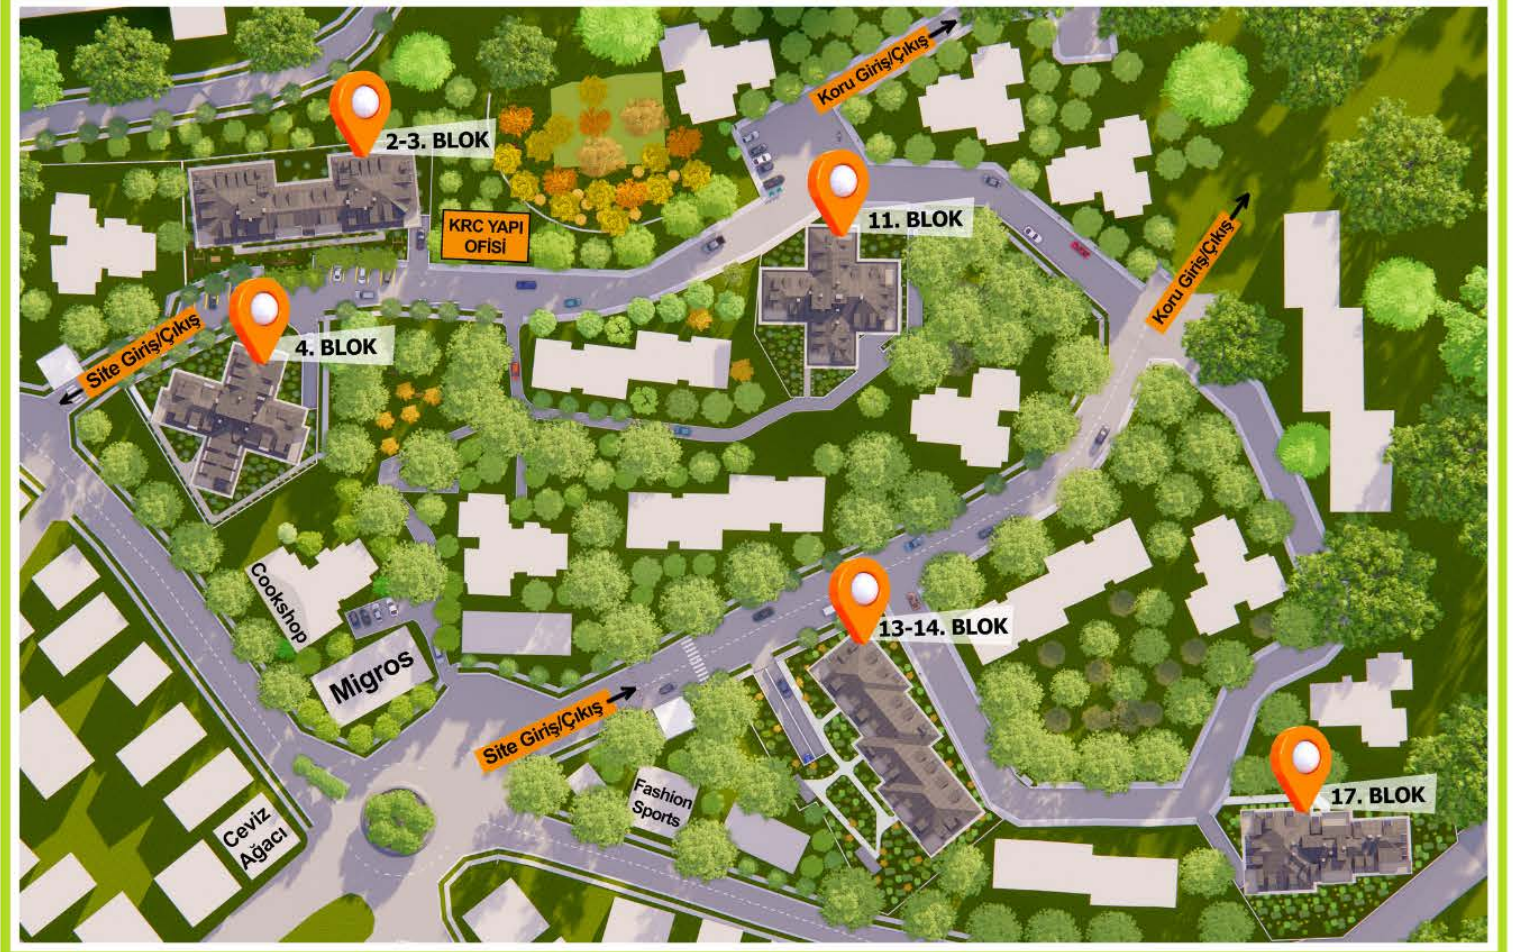 Koru Giriş/Çıkış
2-3. BLOK
KRC YAPI
OFİSİ
11. BLOK
Koru Giriş/Çıkış
Site Giriş/Çıkış
4. BLOK
Cookshop
Migros
13-14. BLOK
Site Giriş/Çıkış
Fashion
Sports
17. BLOK
Ceviz
Ağacı